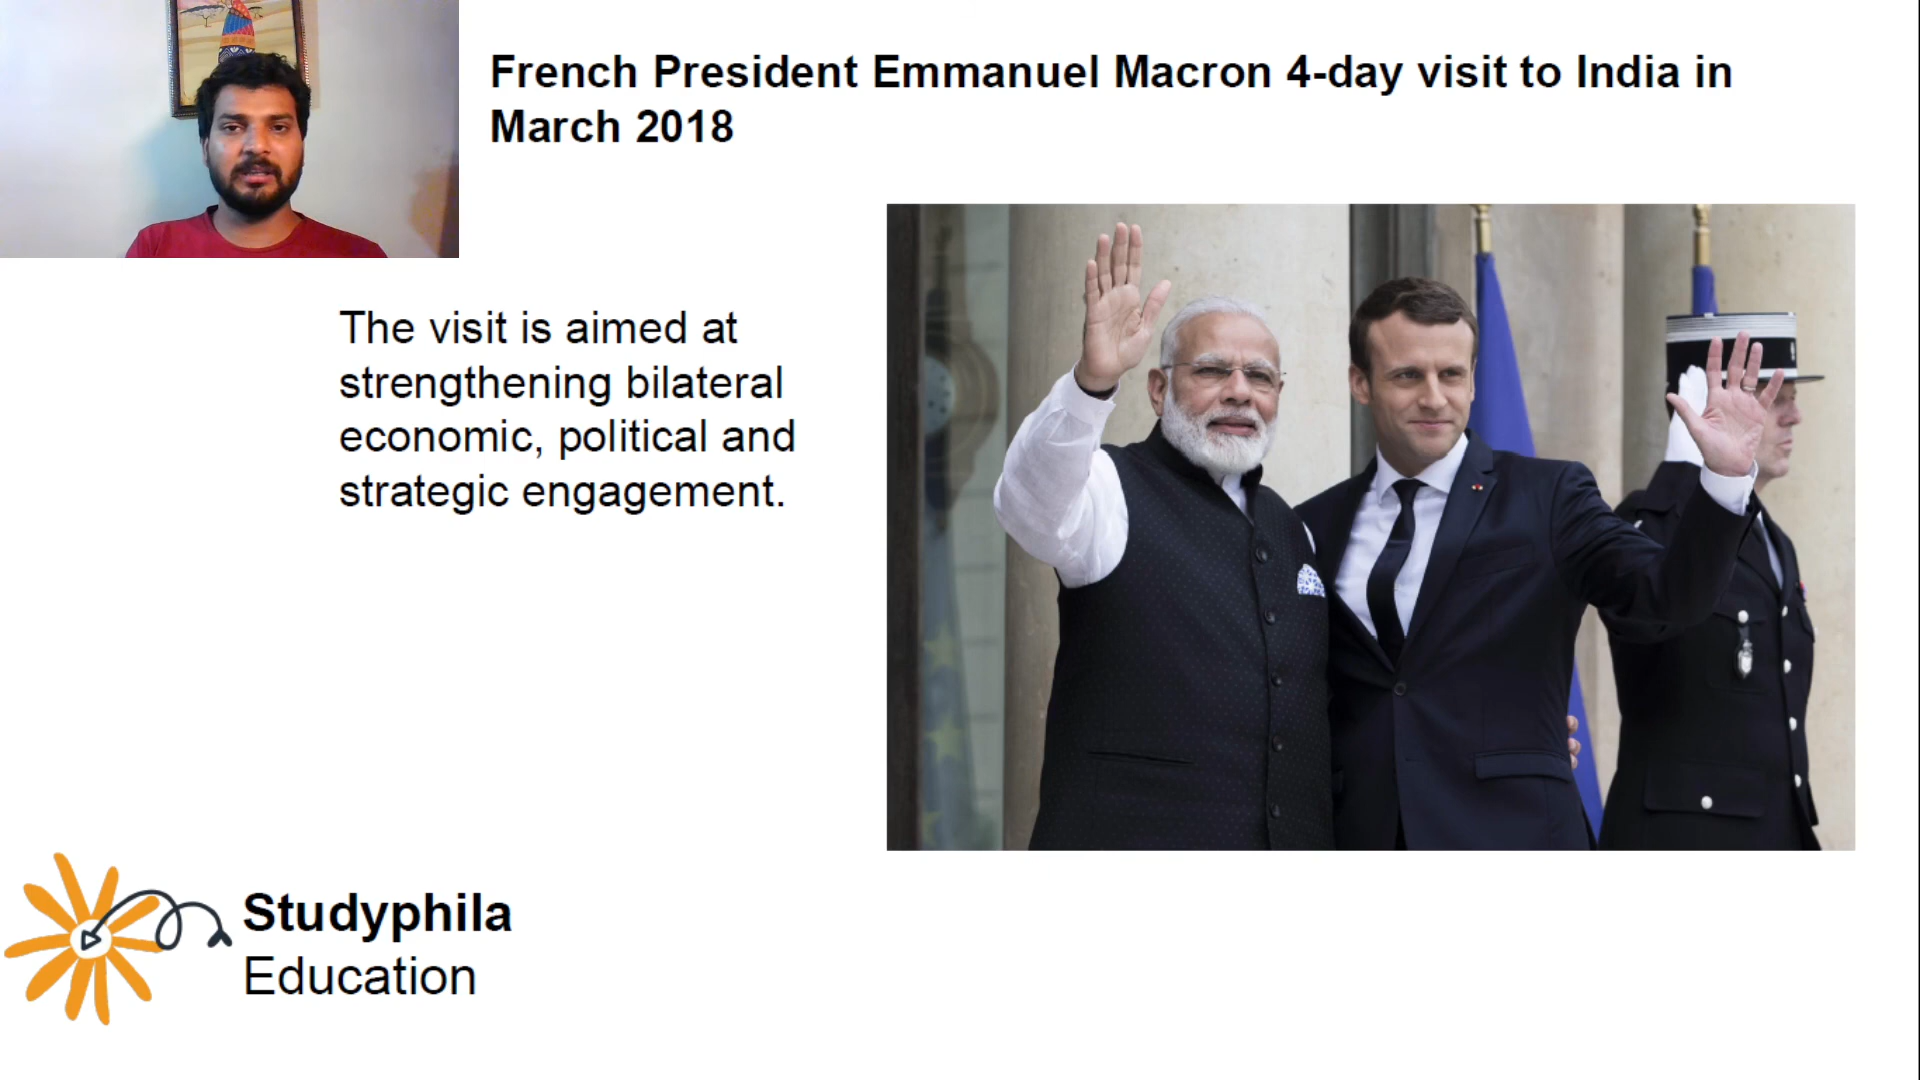 French President Emmanuel Macron 4-day visit to India in
March 2018
The visit is aimed at
strengthening bilateral
economic, political and
strategic engagement.
Studyphila
Education